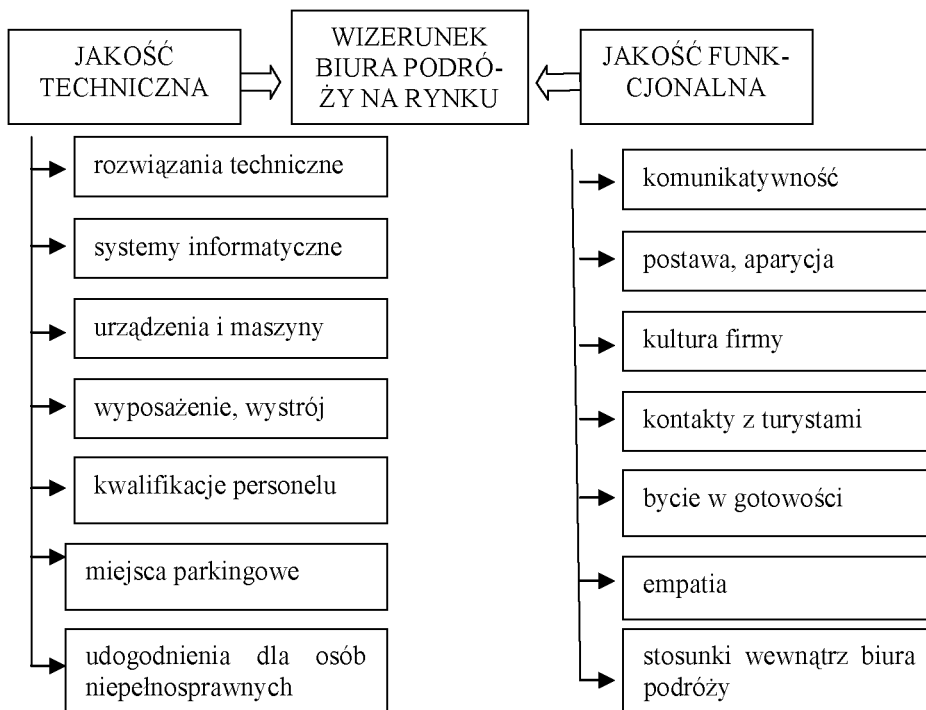 JAKOŚĆ
TECHNICZNA
WIZERUNEK
BIURA PODRÓ-
ŻY NA RYNKU
JAKOŚĆ FUNK-
CJONALNA
rozwiązania techniczne
systemy informatyczne
urządzenia i maszyny
wyposażenie, wystrój
kwalifikacje personelu
miejsca parkingowe
udogodnienia dla osób
niepełnosprawnych
komunikatywność
postawa, aparycja
kultura firmy
kontakty z turystami
bycie w gotowości
empatia
stosunki wewnątrz biura
podróży